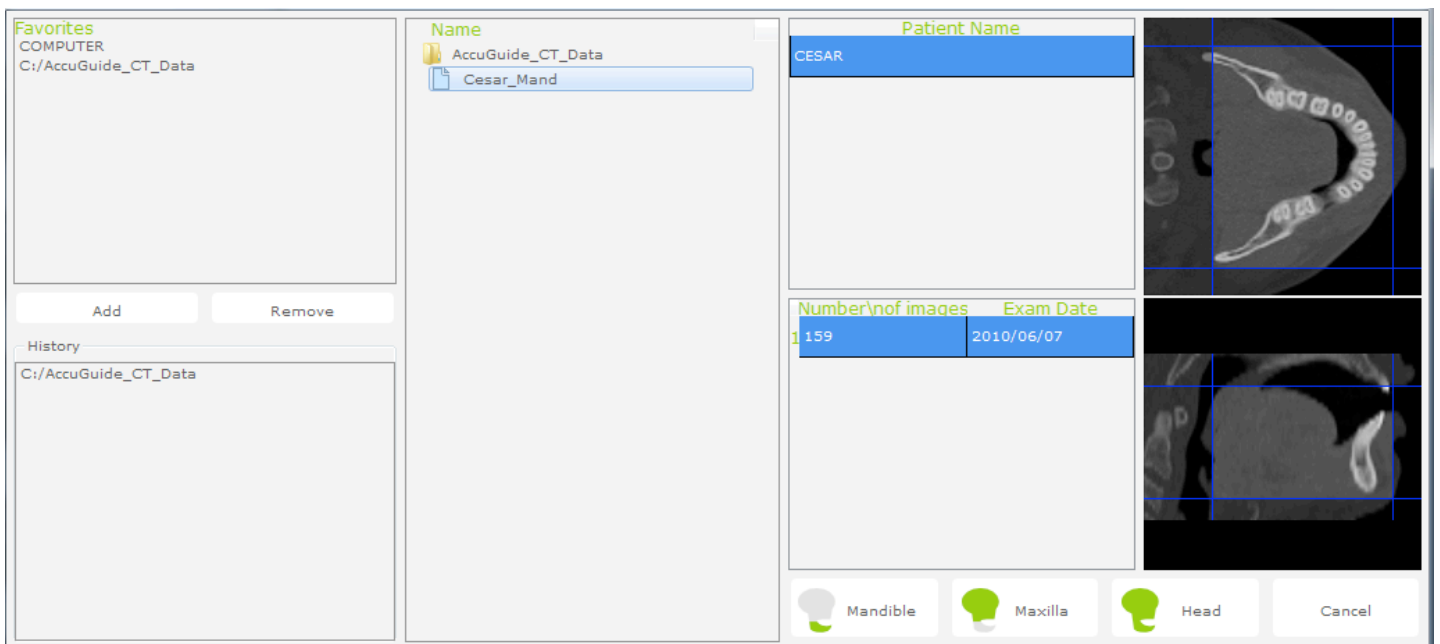 Favorites
COMPUTER
C:/AccuGuide_CT_Data
Add
Remove
History
C:/AccuGuide_CT_Data
Name
AccuGuide_CT_Data
Cesar_Mand
Patient Name
CESAR
Number\nof images Exam Date
1 159 2010/06/07
Mandible
Maxilla
Head
Cancel